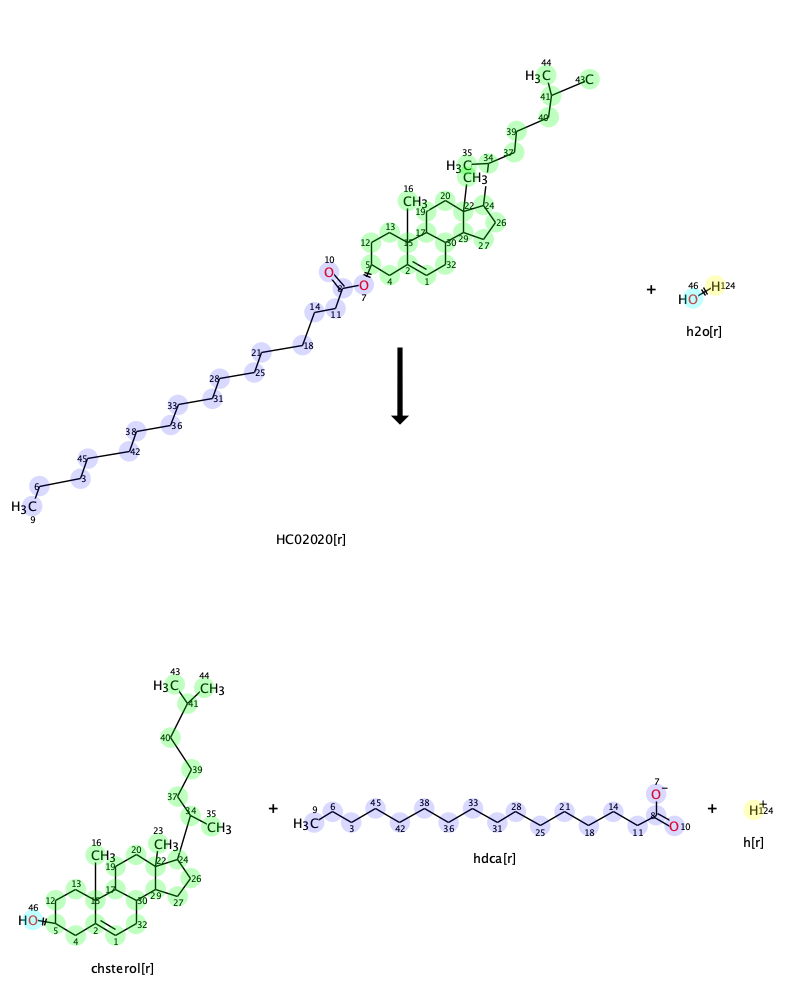 44
H3C 43C
41
40
39
37
35 34
H3C
CH3
16
CH3 20
19 22 24
13 26
12 15 17 30 29 27
10 5 2 32
O 8 O 4 1
7
14 11
18
21
25
28
31
33
36
38
42
45
3
6
H3C
9
+
46
HO H124
h2o[r]
HC02020[r]
43 44
H3C CH3
41
40
39
37
34 35
CH3
16 23
CH3 20 CH3
19 22 24
13 26
46 12 15 17 30 29 27
HO 5 2 32
4 1
chsterol[r]
+
9 6 45 38 33 28 21 14 7
H3C 3 42 36 31 25 18 11 8 O−
O10
hdca[r]
+
H+
124
h[r]